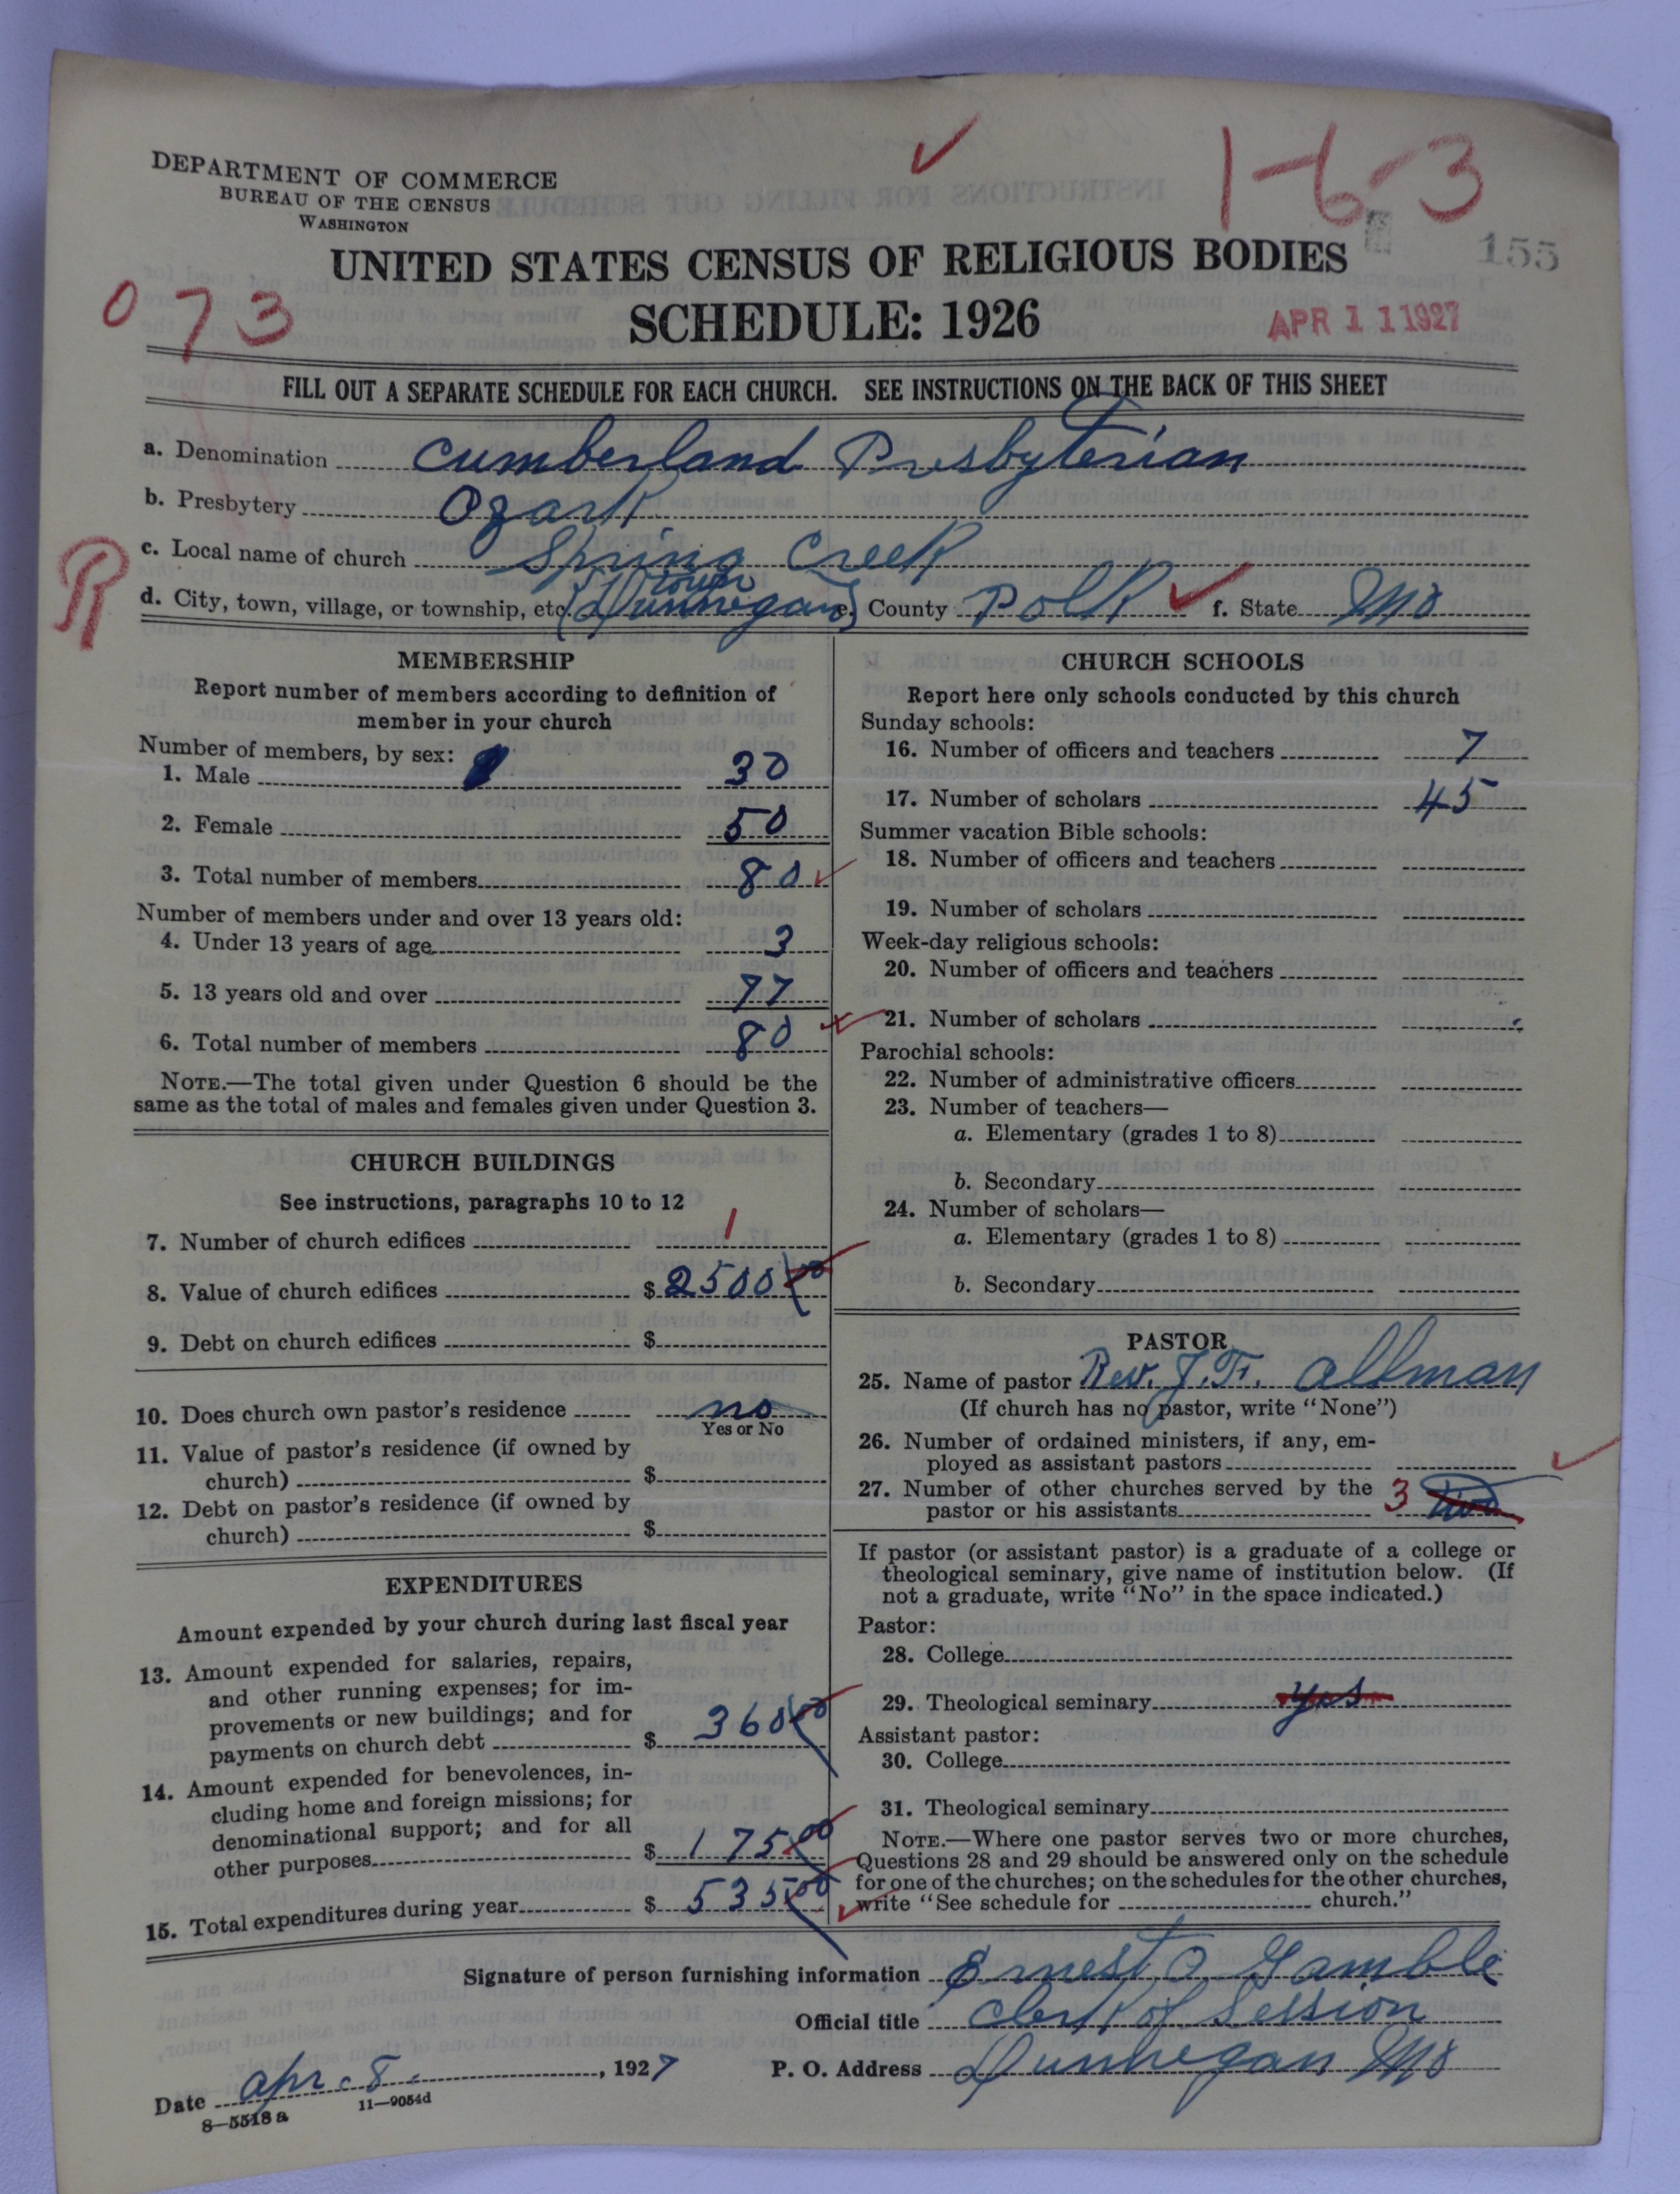 1-6-3
DEPARTMENT OF COMMERCE
BUREAU OF THE CENSUS
WASHINGTON
155
UNITED STATES CENSUS OF RELIGIOUS BODIES
073
SCHEDULE: 1926
APR 11 1927
FILL OUT A SEPARATE SCHEDULE FOR EACH CHURCH. SEE INSTRUCTIONS ON THE BACK OF THIS SHEET
a. Denomination Cumberland Presbyterian
b. Presbytery Ozark
c. Local name of church Spring Creek
R
town
d. City, town, village, or township, etc. (Dunnegan) e. County Polk f. State Mo
MEMBERSHIP
Report number of members according to definition of
member in your church
Number of members, by sex:
1. Male 30
2. Female 50
3. Total number of members 80
Number of members under and over 13 years old:
4. Under 13 years of age 3
5. 13 years old and over 77
6. Total number of members 80
NOTE.—The total given under Question 6 should be the
same as the total of males and females given under Question 3.
CHURCH BUILDINGS
See instructions, paragraphs 10 to 12
7. Number of church edifices 1
8. Value of church edifices $ 2500 00
9. Debt on church edifices $
10. Does church own pastor's residence no
Yes or No
11. Value of pastor's residence (if owned by
church) $
12. Debt on pastor's residence (if owned by
church) $
EXPENDITURES
Amount expended by your church during last fiscal year
13. Amount expended for salaries, repairs,
and other running expenses; for im-
provements or new buildings; and for
payments on church debt $ 360 00
14. Amount expended for benevolences, in-
cluding home and foreign missions; for
denominational support; and for all
other purposes $ 175 00
15. Total expenditures during year $ 535 00
CHURCH SCHOOLS
Report here only schools conducted by this church
Sunday schools:
16. Number of officers and teachers 7
17. Number of scholars 45
Summer vacation Bible schools:
18. Number of officers and teachers
19. Number of scholars
Week-day religious schools:
20. Number of officers and teachers
21. Number of scholars
Parochial schools:
22. Number of administrative officers
23. Number of teachers—
a. Elementary (grades 1 to 8)
b. Secondary
24. Number of scholars—
a. Elementary (grades 1 to 8)
b. Secondary
PASTOR
25. Name of pastor Rev. J. T. Allman
(If church has no pastor, write "None")
26. Number of ordained ministers, if any, em-
ployed as assistant pastors
27. Number of other churches served by the
pastor or his assistants 3
If pastor (or assistant pastor) is a graduate of a college or
theological seminary, give name of institution below. (If
not a graduate, write "No" in the space indicated.)
Pastor:
28. College
29. Theological seminary yes
Assistant pastor:
30. College
31. Theological seminary
NOTE.—Where one pastor serves two or more churches,
Questions 28 and 29 should be answered only on the schedule
for one of the churches; on the schedules for the other churches,
write "See schedule for church."
Signature of person furnishing information Ernest O Gamble
Official title Clerk of Session
Date apr. 8. , 1927 P. O. Address Dunnegan Mo
8—5518a 11—9054d